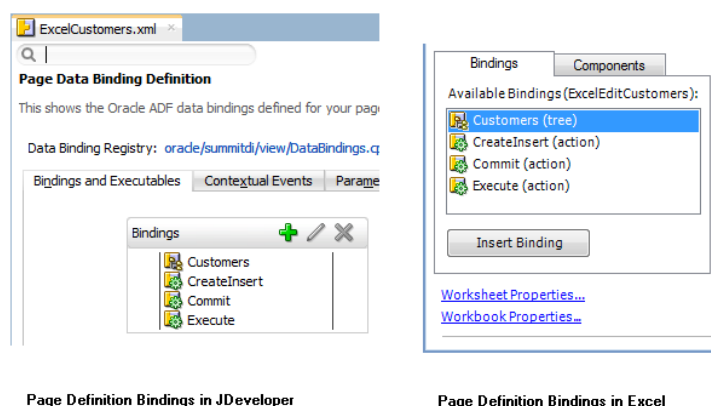 ExcelCustomers.xml
Page Data Binding Definition
This shows the Oracle ADF data bindings defined for your page
Data Binding Registry: oracle/summitdi/view/DataBindings.cp
Bindings and Executables
Contextual Events
Parame
Bindings
Customers
CreateInsert
Commit
Execute
Page Definition Bindings in JDeveloper
Bindings
Components
Available Bindings (ExcelEditCustomers):
Customers (tree)
CreateInsert (action)
Commit (action)
Execute (action)
Insert Binding
Worksheet Properties...
Workbook Properties...
Page Definition Bindings in Excel